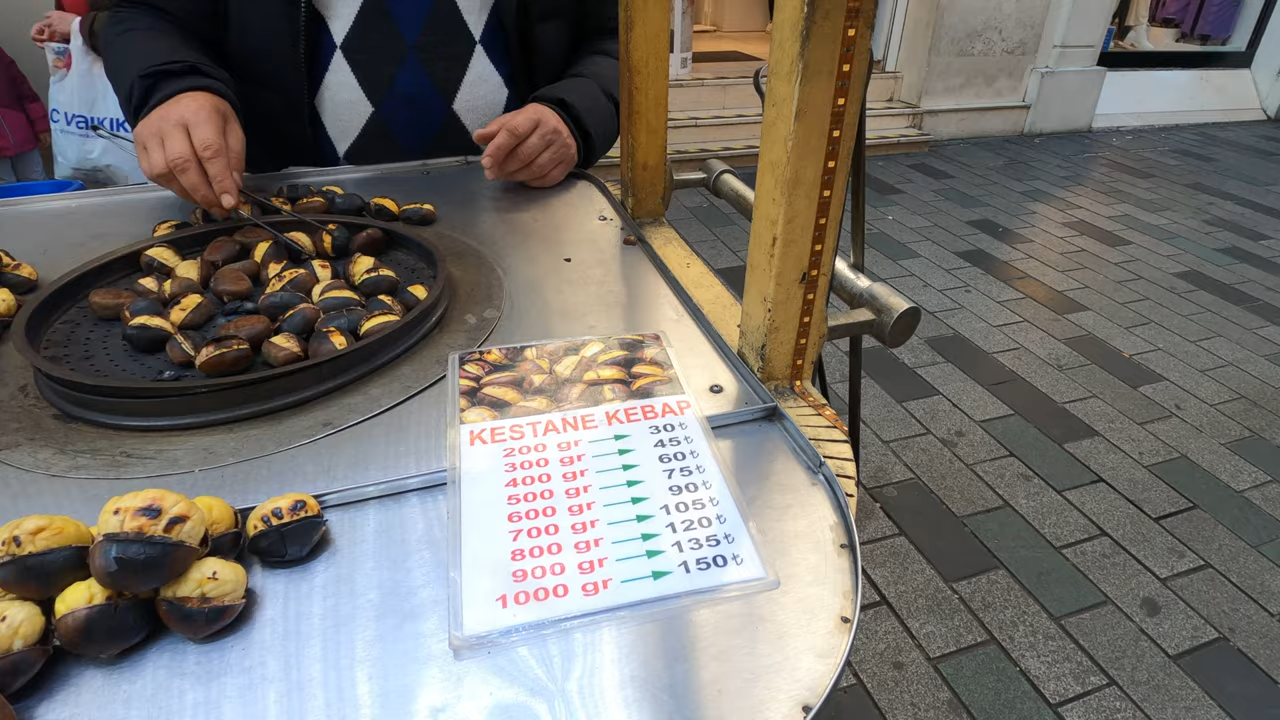 C WAIKIK
KESTANE KEBAP
200 gr → 30₺
300 gr → 45₺
400 gr → 60₺
500 gr → 75₺
600 gr → 90₺
700 gr → 105₺
800 gr → 120₺
900 gr → 135₺
1000 gr → 150₺